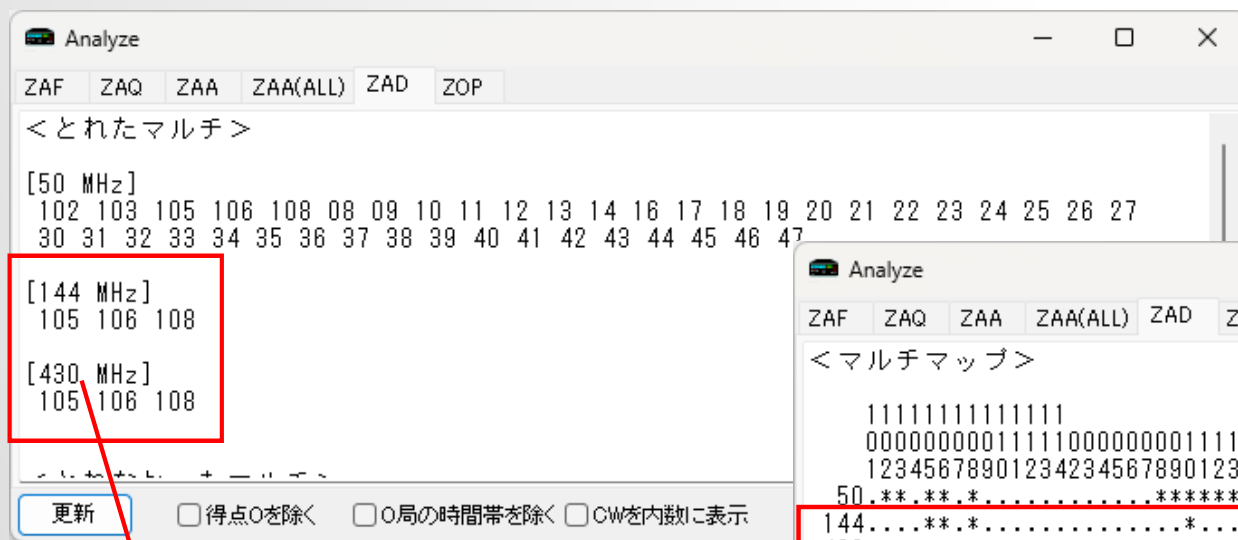 Analyze
ZAF ZAQ ZAA ZAA(ALL) ZAD ZOP
<とれたマルチ>
[50 MHz]
102 103 105 106 108 08 09 10 11 12 13 14 16 17 18 19 20 21 22 23 24 25 26 27
30 31 32 33 34 35 36 37 38 39 40 41 42 43 44 45 46 47
[144 MHz]
105 106 108
[430 MHz]
105 106 108
更新 得点0を除く 0局の時間帯を除く CWを内数に表示
Analyze
ZAF ZAQ ZAA ZAA(ALL) ZAD
<マルチマップ>
11111111111111
00000000011111000000001111
12345678901234234567890123
50.**.**.*............******
144....**.*..............*...